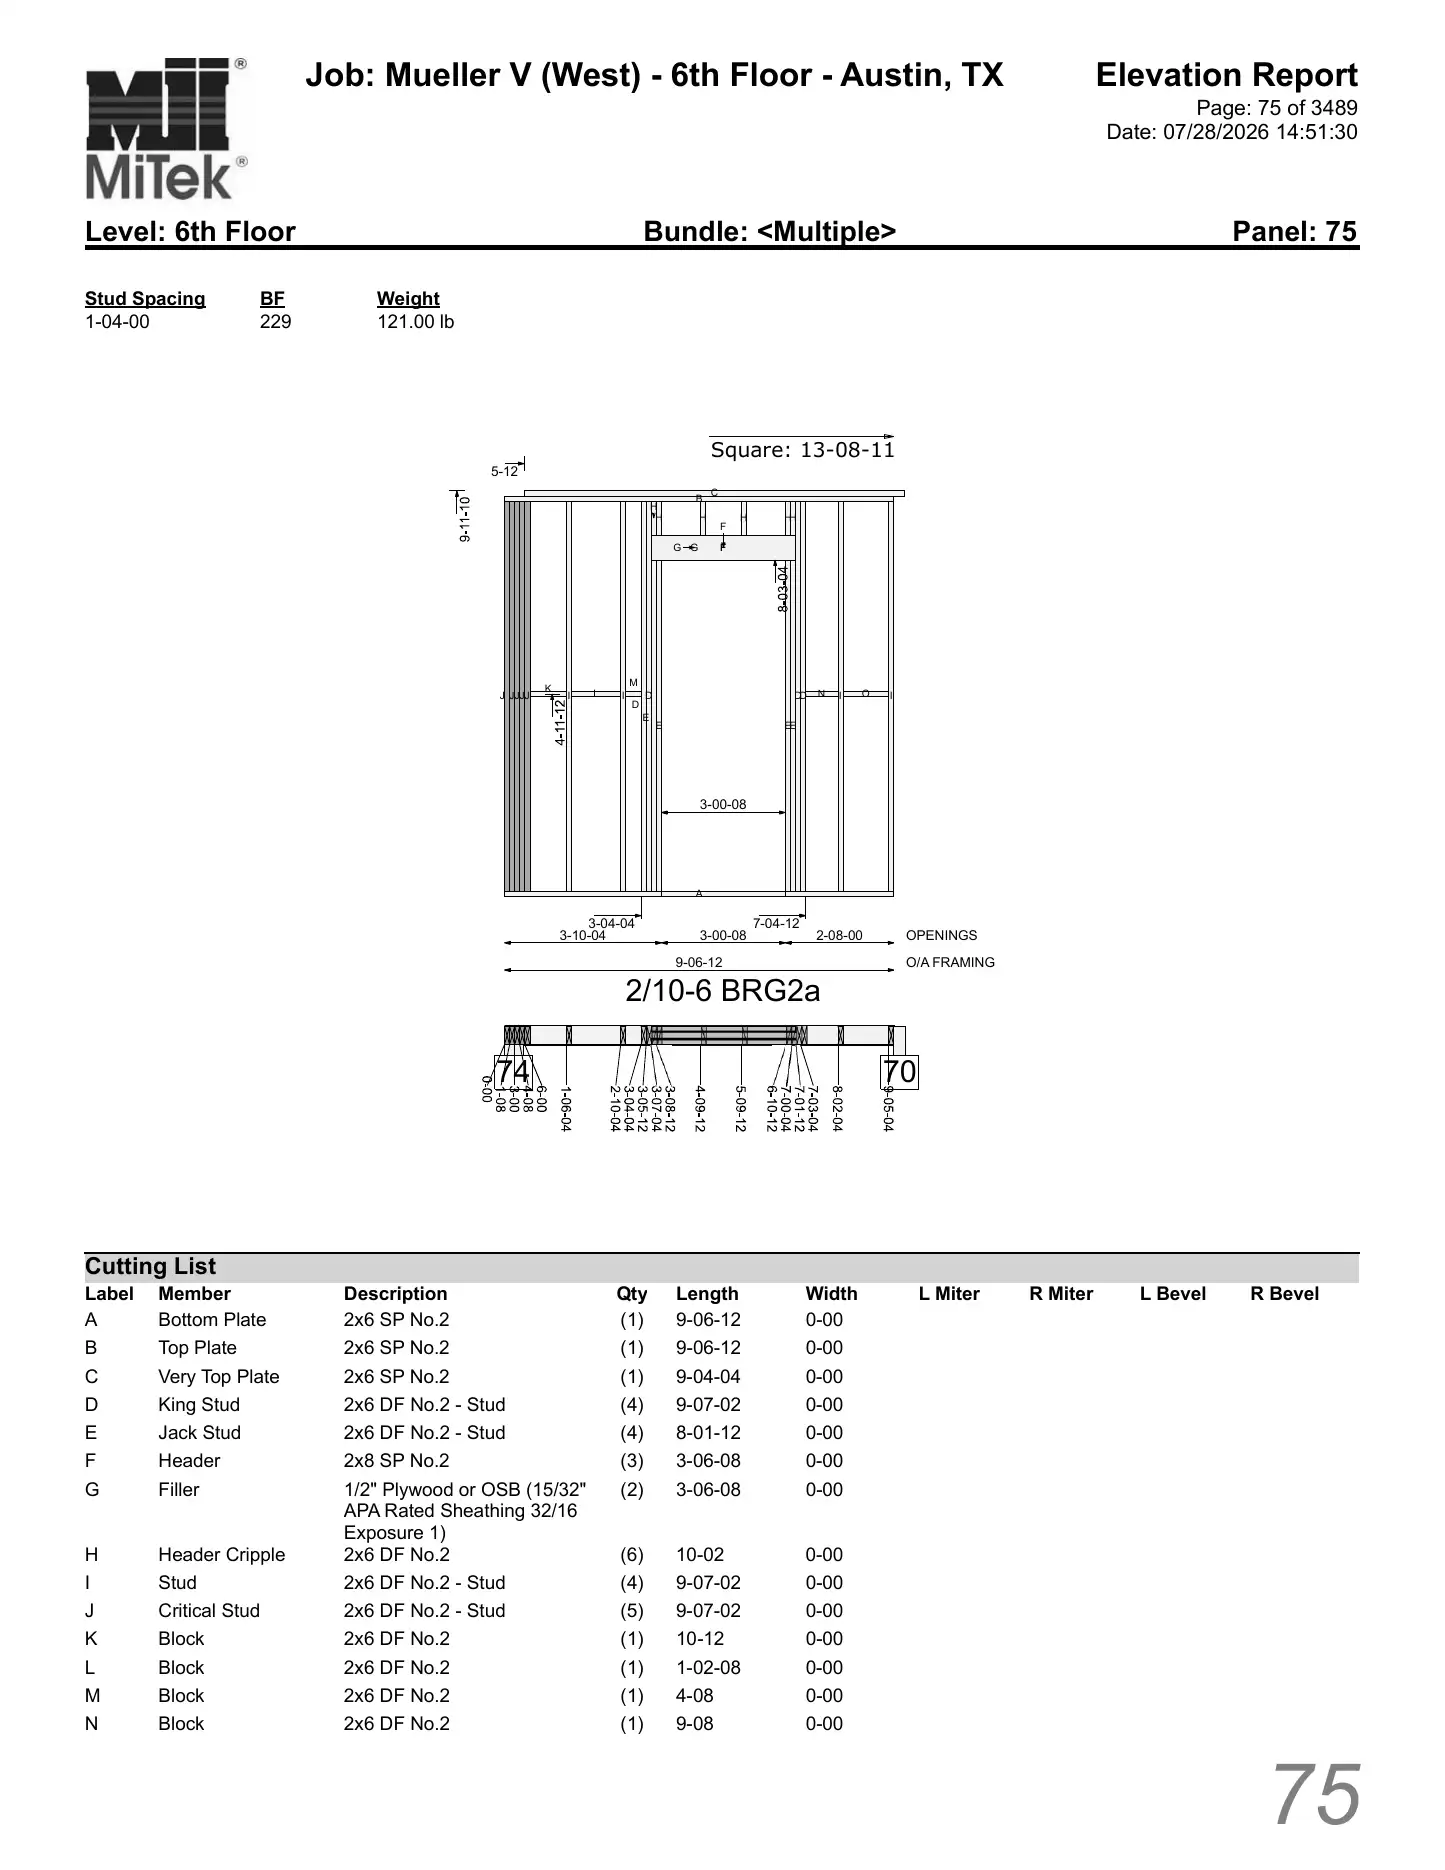 Job: Mueller V (West) - 6th Floor - Austin, TX
Elevation Report
Page: 75 of 3489
Date: 07/28/2026 14:51:30
MiTek®
Level: 6th Floor Bundle: <Multiple> Panel: 75
Stud Spacing BF Weight
1-04-00 229 121.00 lb
Square: 13-08-11
5-12
9-11-10
C
B
H
F
G G F
8-03-04
K
M
J J J J J I L I D D D N I O I
D
E
E
4-11-12
3-00-08
A
3-04-04 7-04-12
3-10-04 3-00-08 2-08-00 OPENINGS
9-06-12 O/A FRAMING
2/10-6 BRG2a
74 70
0-00 1-08 3-00 4-08 6-00 1-06-04 2-10-04 3-04-04 3-05-12 3-07-04 3-08-12 4-09-12 5-09-12 6-10-12 7-00-04 7-01-12 7-03-04 8-02-04 9-05-04
Cutting List
Label Member Description Qty Length Width L Miter R Miter L Bevel R Bevel
A Bottom Plate 2x6 SP No.2 (1) 9-06-12 0-00
B Top Plate 2x6 SP No.2 (1) 9-06-12 0-00
C Very Top Plate 2x6 SP No.2 (1) 9-04-04 0-00
D King Stud 2x6 DF No.2 - Stud (4) 9-07-02 0-00
E Jack Stud 2x6 DF No.2 - Stud (4) 8-01-12 0-00
F Header 2x8 SP No.2 (3) 3-06-08 0-00
G Filler 1/2" Plywood or OSB (15/32" (2) 3-06-08 0-00
APA Rated Sheathing 32/16
Exposure 1)
H Header Cripple 2x6 DF No.2 (6) 10-02 0-00
I Stud 2x6 DF No.2 - Stud (4) 9-07-02 0-00
J Critical Stud 2x6 DF No.2 - Stud (5) 9-07-02 0-00
K Block 2x6 DF No.2 (1) 10-12 0-00
L Block 2x6 DF No.2 (1) 1-02-08 0-00
M Block 2x6 DF No.2 (1) 4-08 0-00
N Block 2x6 DF No.2 (1) 9-08 0-00
75